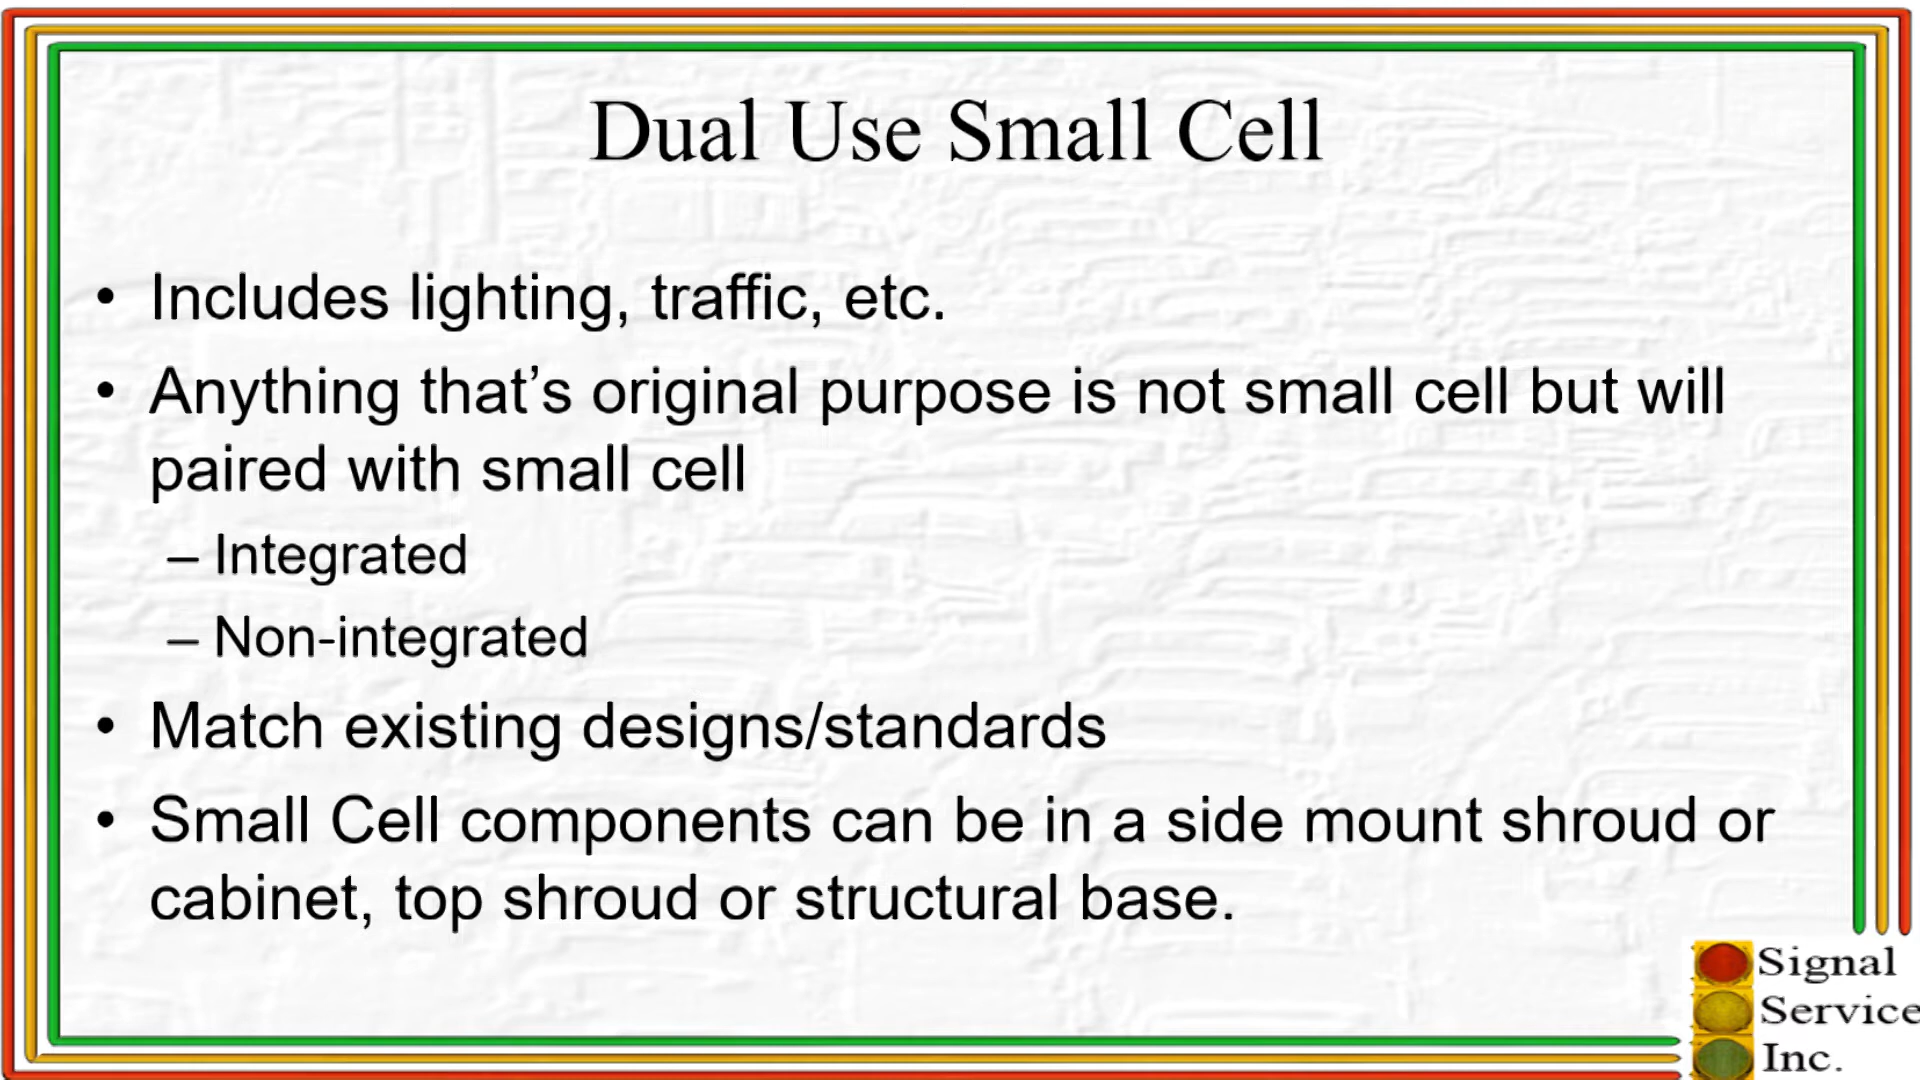 Dual Use Small Cell
• Includes lighting, traffic, etc.
• Anything that’s original purpose is not small cell but will
paired with small cell
– Integrated
– Non-integrated
• Match existing designs/standards
• Small Cell components can be in a side mount shroud or
cabinet, top shroud or structural base.
Signal
Service
Inc.